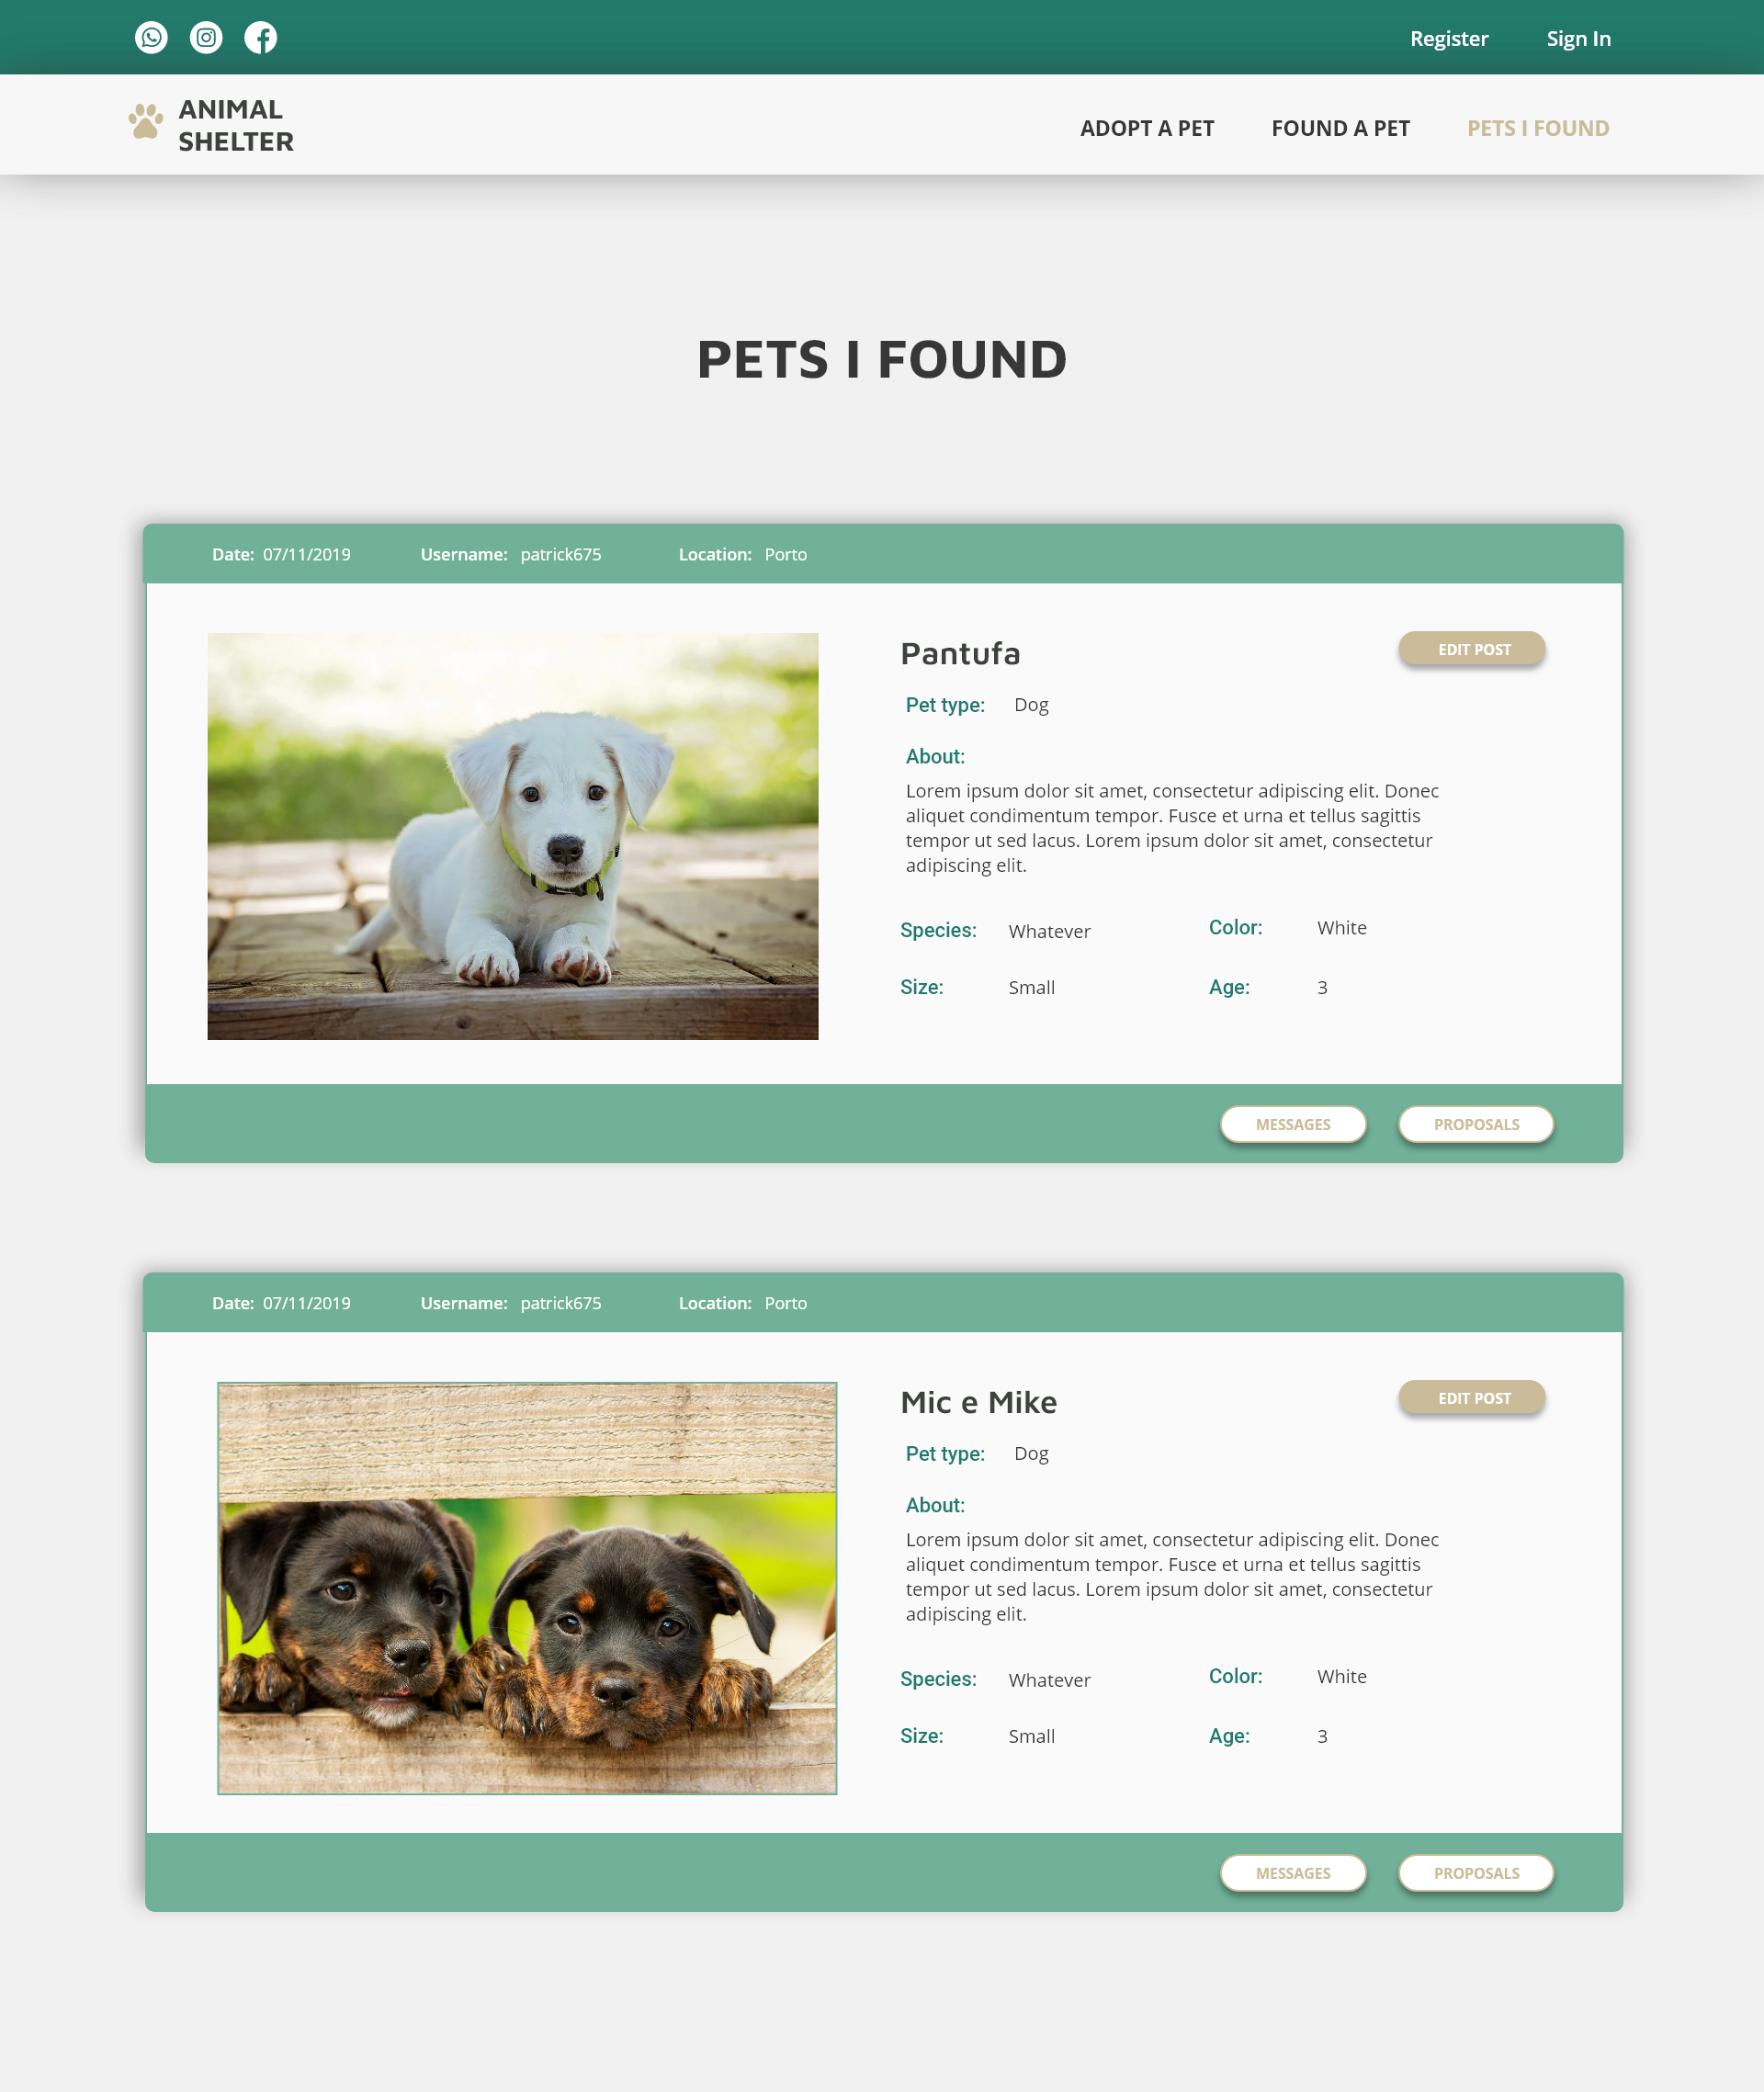 Register Sign In
ANIMAL
SHELTER
ADOPT A PET FOUND A PET PETS I FOUND
PETS I FOUND
Date: 07/11/2019 Username: patrick675 Location: Porto
Pantufa
EDIT POST
Pet type: Dog
About:
Lorem ipsum dolor sit amet, consectetur adipiscing elit. Donec
aliquet condimentum tempor. Fusce et urna et tellus sagittis
tempor ut sed lacus. Lorem ipsum dolor sit amet, consectetur
adipiscing elit.
Species: Whatever Color: White
Size: Small Age: 3
MESSAGES PROPOSALS
Date: 07/11/2019 Username: patrick675 Location: Porto
Mic e Mike
EDIT POST
Pet type: Dog
About:
Lorem ipsum dolor sit amet, consectetur adipiscing elit. Donec
aliquet condimentum tempor. Fusce et urna et tellus sagittis
tempor ut sed lacus. Lorem ipsum dolor sit amet, consectetur
adipiscing elit.
Species: Whatever Color: White
Size: Small Age: 3
MESSAGES PROPOSALS